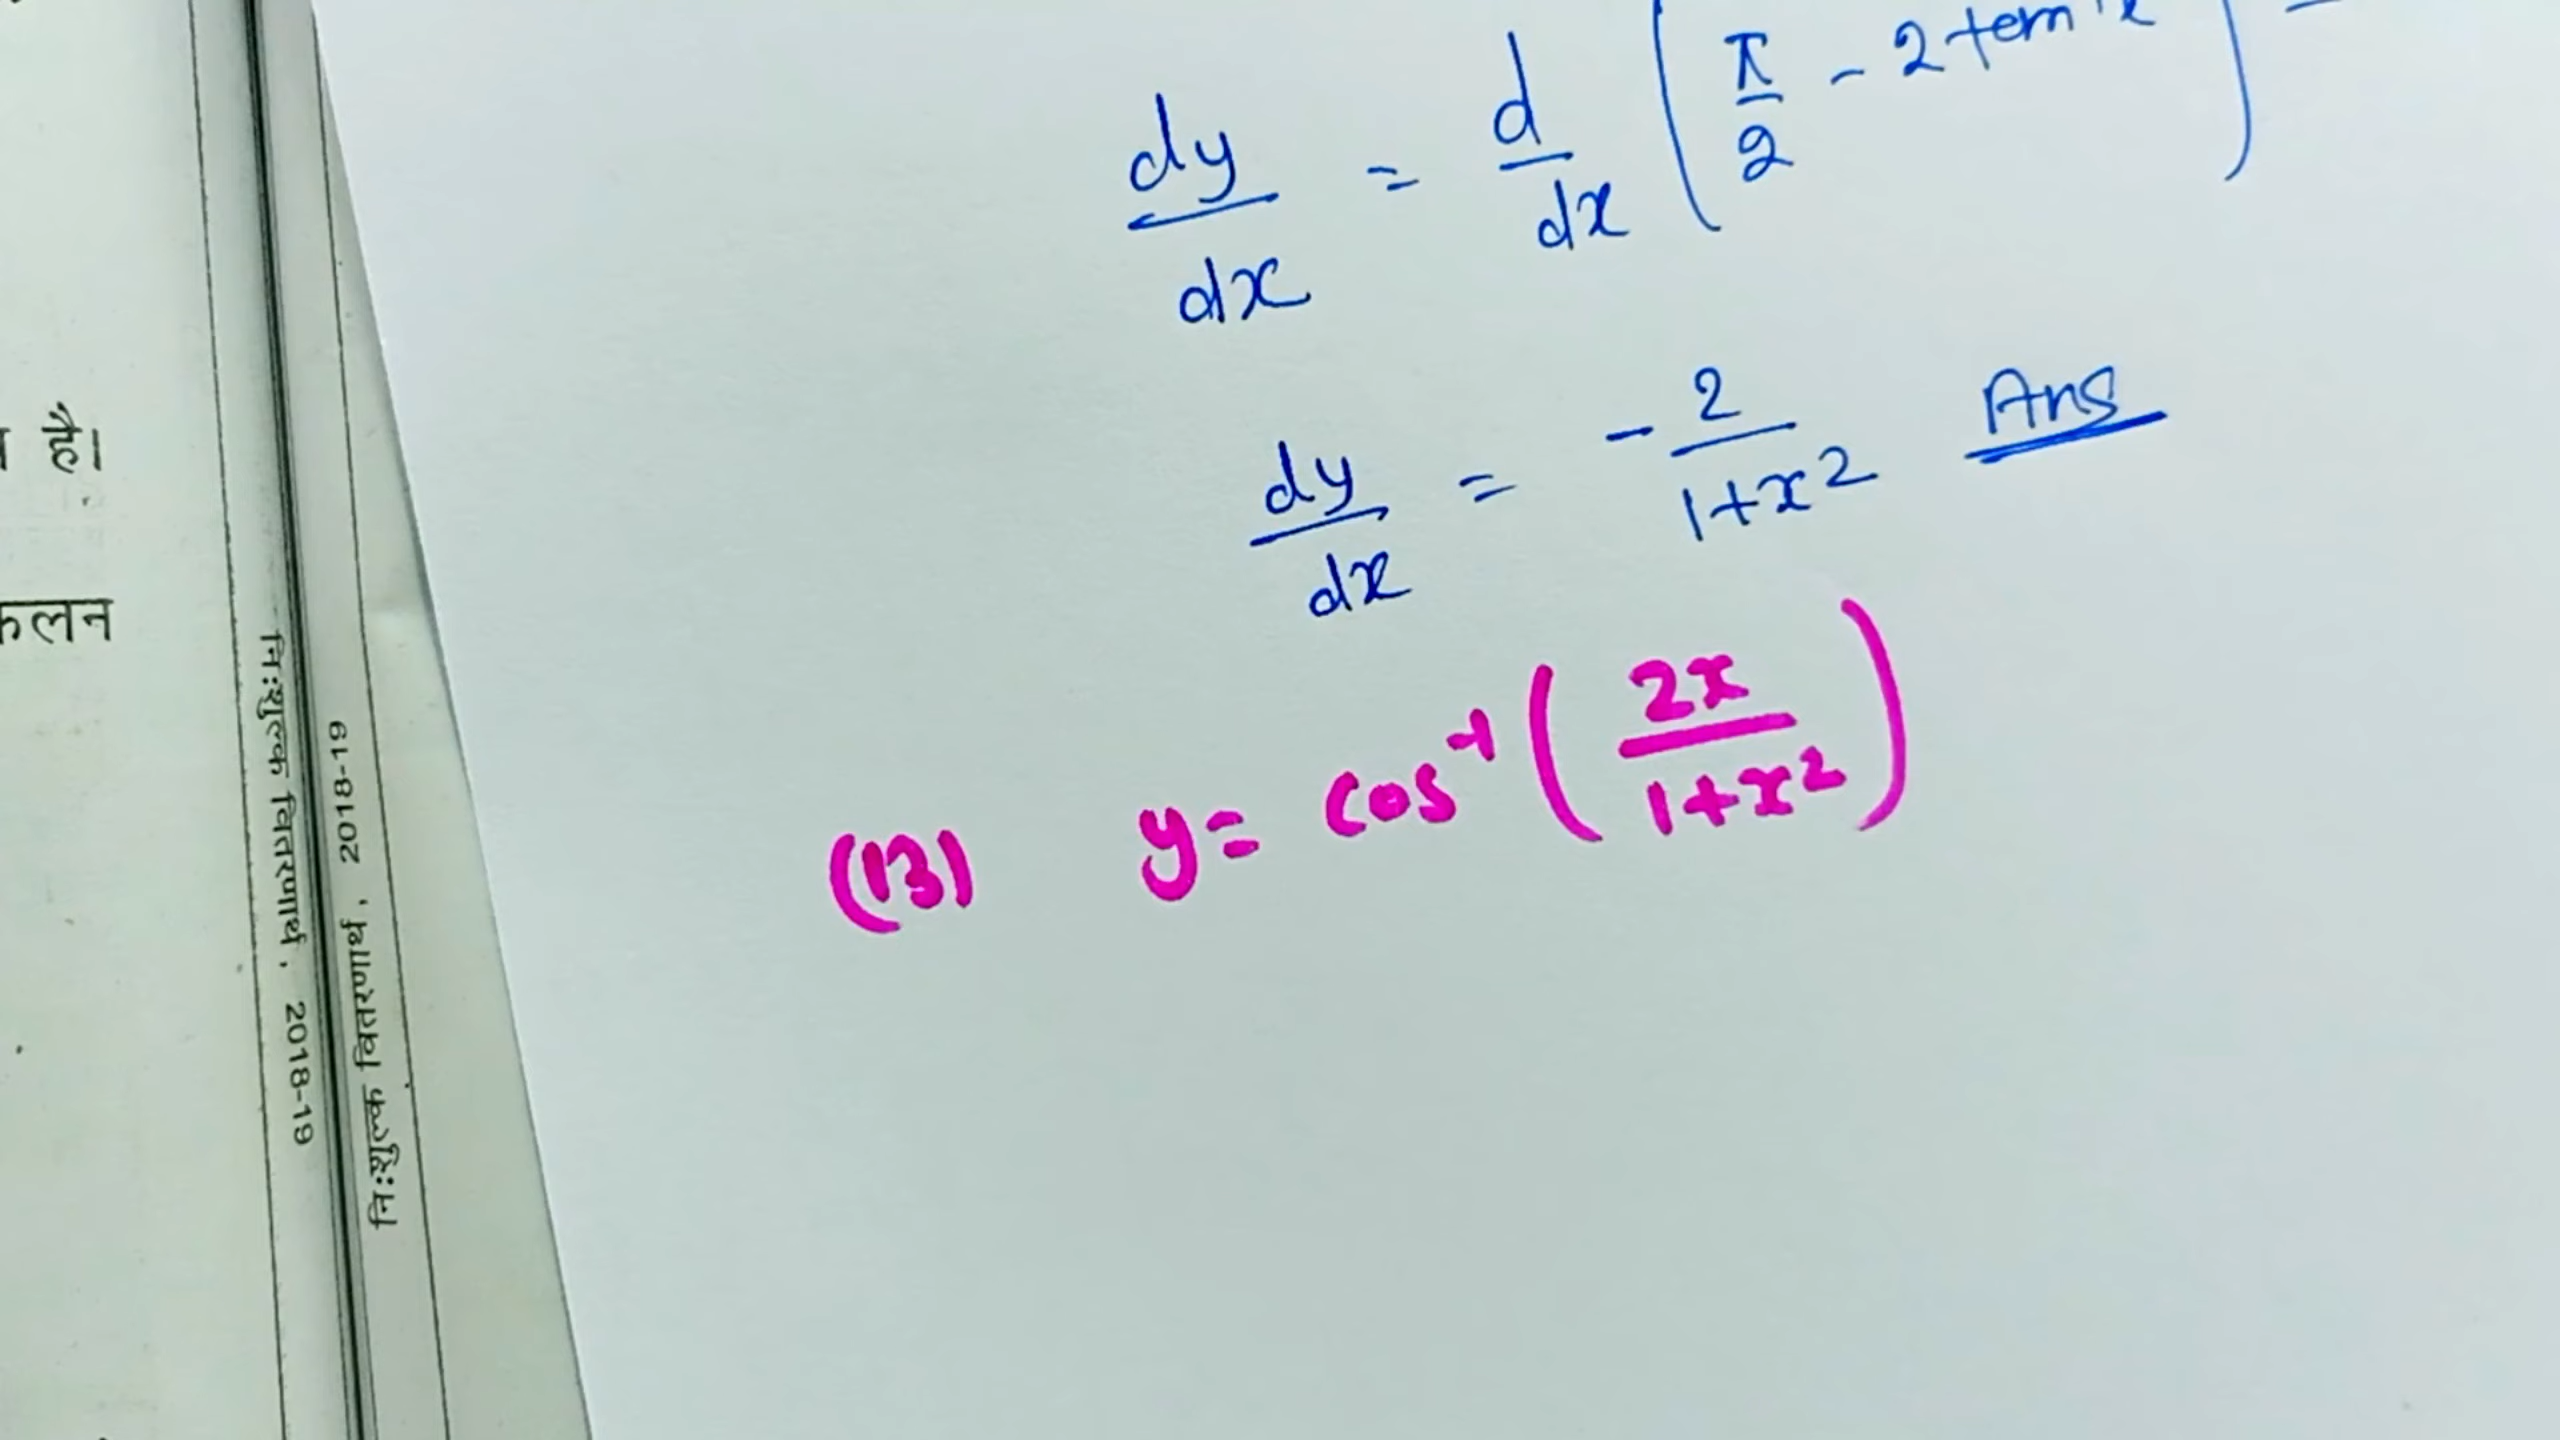 dy/dx = d/dx (π/2 - 2 tan⁻¹x)
dy/dx = - 2/1+x² Ans
(13) y = cos⁻¹ (2x/1+x²)
है।
कलन
नि:शुल्क वितरणार्थ, 2018-19
नि:शुल्क वितरणार्थ, 2018-19